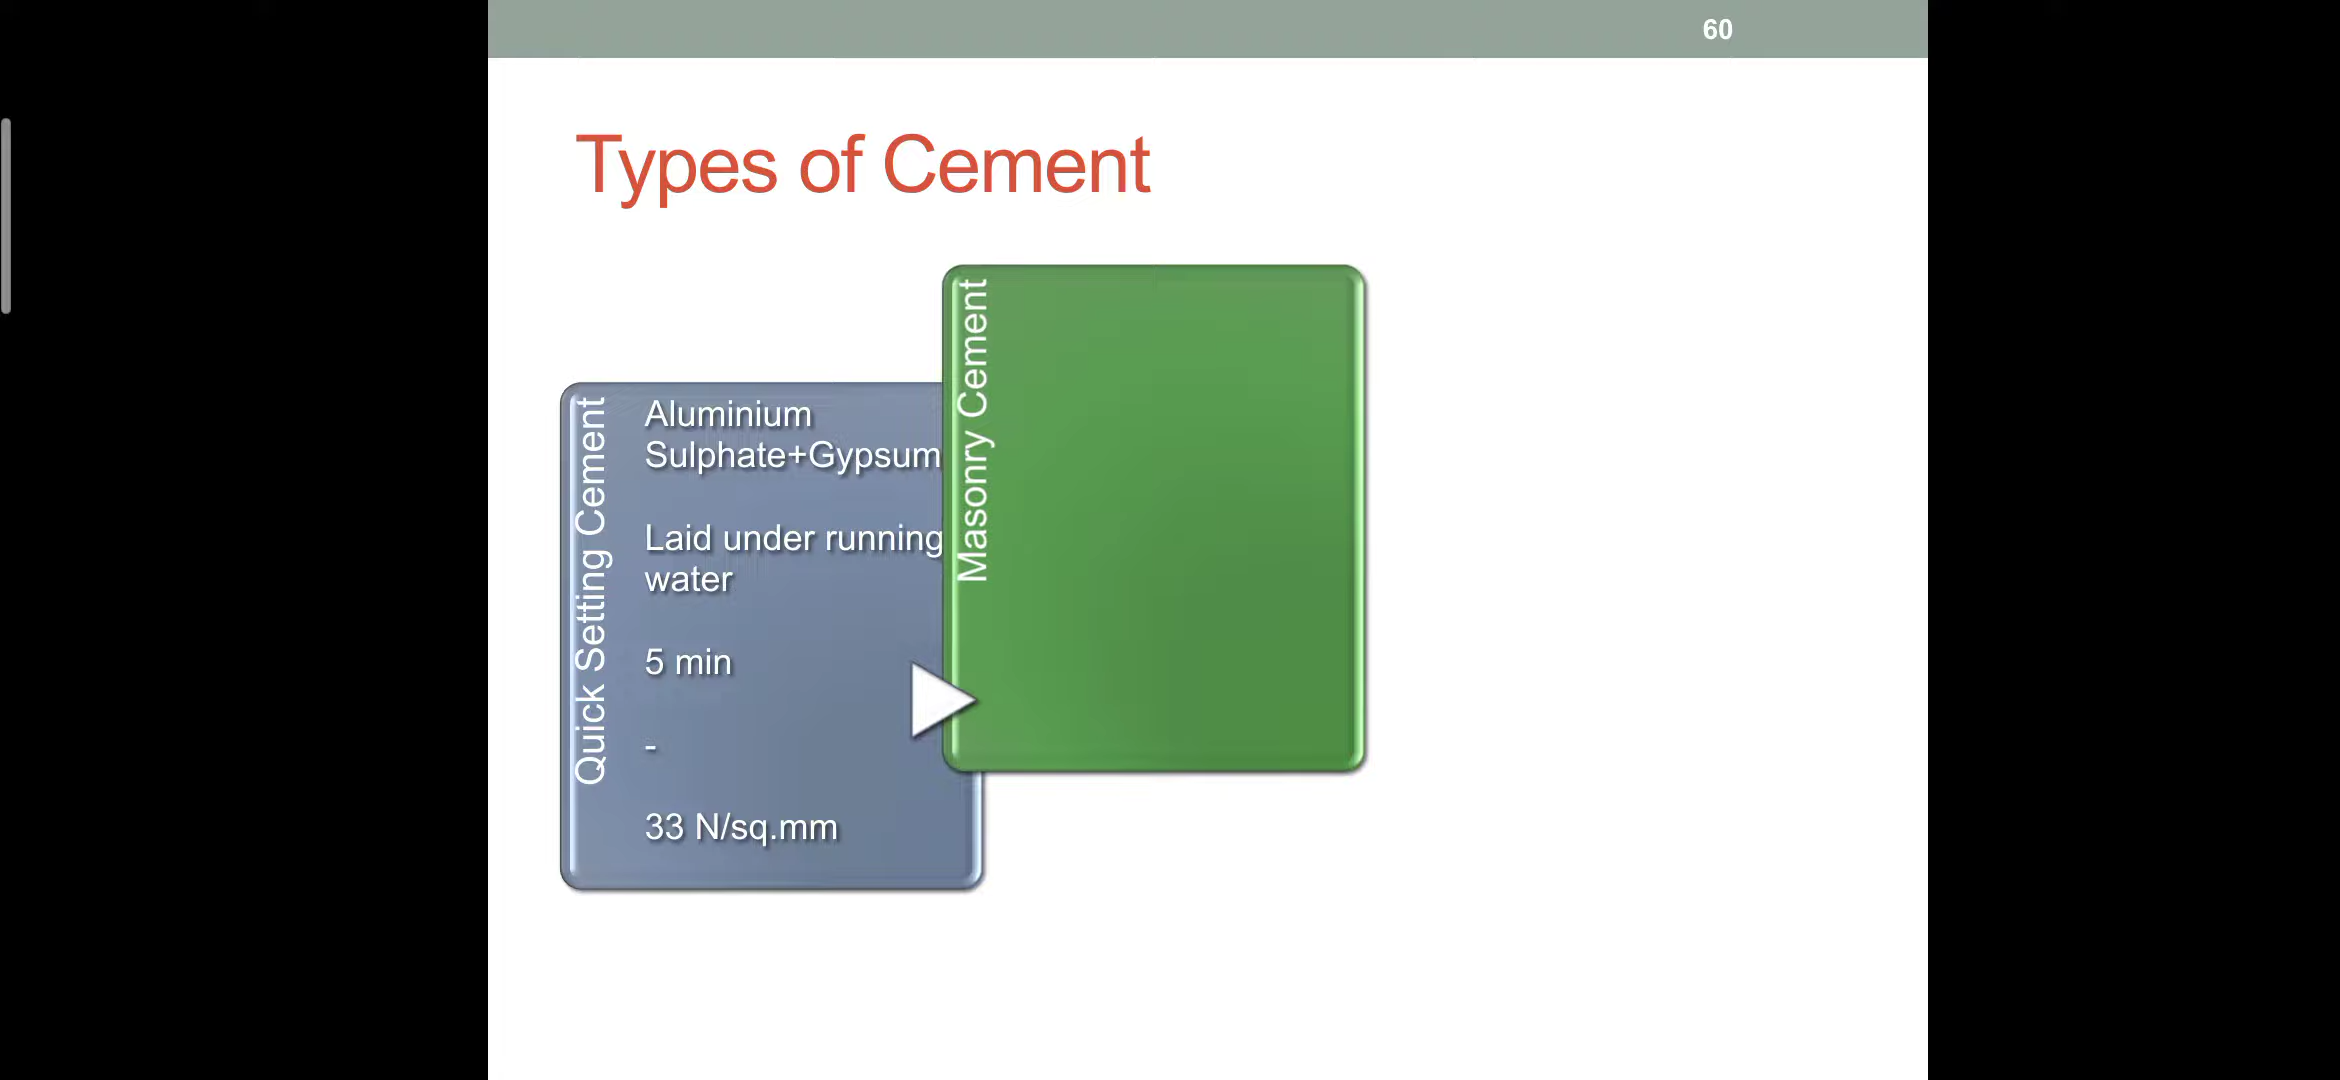 60
Types of Cement
Quick Setting Cement
Aluminium
Sulphate+Gypsum
Laid under running
water
5 min
-
33 N/sq.mm
Masonry Cement